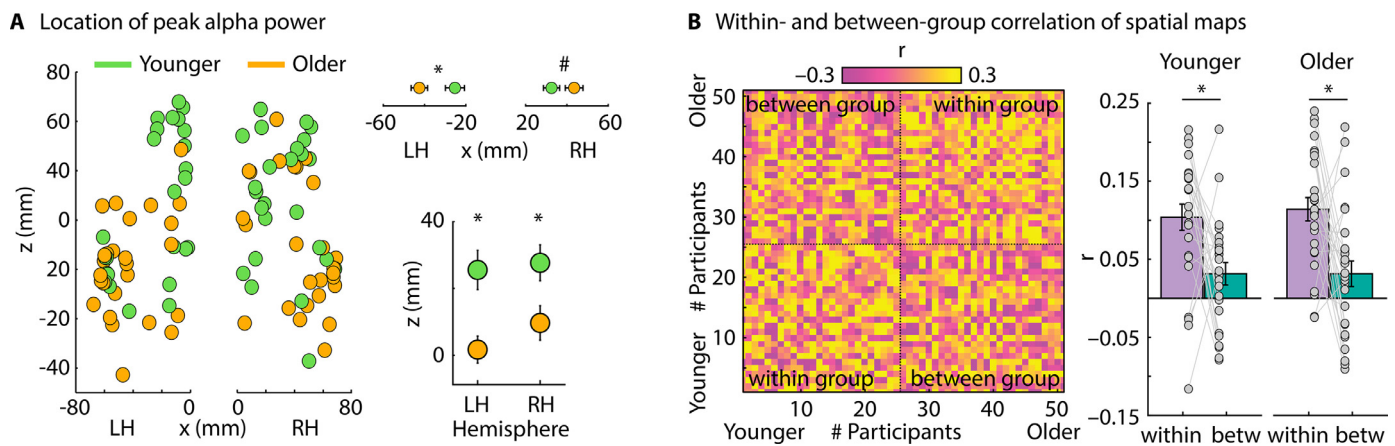 A Location of peak alpha power
Younger Older
z (mm)
80
60
40
20
0
20
-40
-80 0 0 80
LH x (mm) RH
* #
-60 -20 20 60
LH x (mm) RH
z (mm)
40
0
* *
LH RH
Hemisphere
B Within- and between-group correlation of spatial maps
r
−0.3 0.3
Younger # Participants Older
50
40
30
20
10
between group within group
within group between group
10 20 30 40 50
Younger # Participants Older
Younger Older
* *
r
0.25
0.15
0.05
-0.05
-0.15
within betw within betw